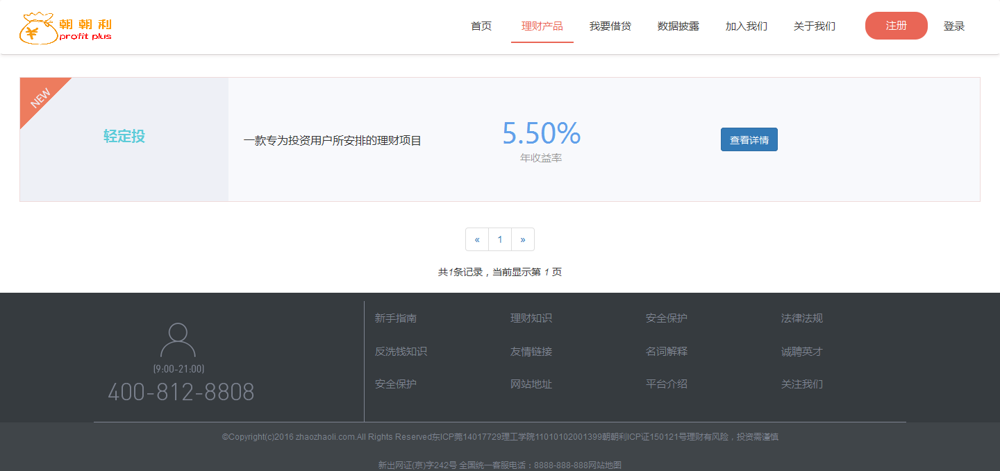 朝朝利
profit plus
首页 理财产品 我要借贷 数据披露 加入我们 关于我们 注册 登录
NEW
轻定投
一款专为投资用户所安排的理财项目
5.50%
年收益率
查看详情
« 1 »
共1条记录，当前显示第 1 页
新手指南 理财知识 安全保护 法律法规
反洗钱知识 友情链接 名词解释 诚聘英才
安全保护 网站地址 平台介绍 关注我们
(9:00-21:00)
400-812-8808
©Copyright(c)2016 zhaozhaoli.com.All Rights Reserved东ICP莞14017729理工学院11010102001399朝朝利ICP证150121号理财有风险，投资需谨慎
新出网证(京)字242号 全国统一客服电话：8888-888-888网站地图